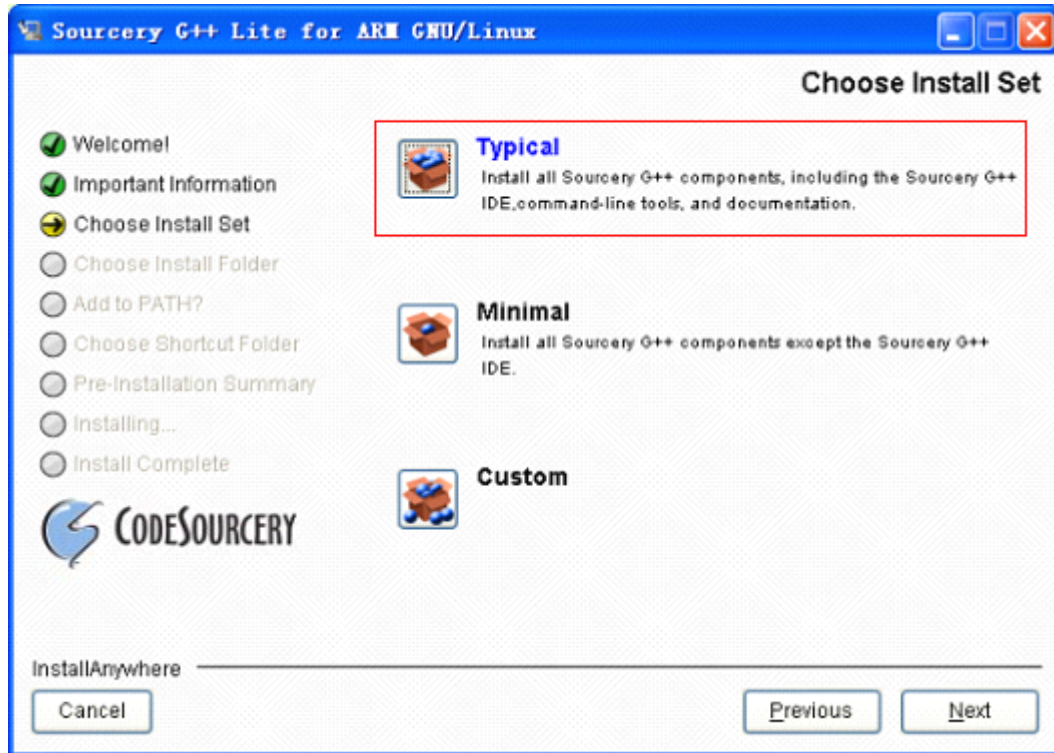 Sourcery G++ Lite for ARM GNU/Linux
Choose Install Set
Welcome!
Important Information
Choose Install Set
Choose Install Folder
Add to PATH?
Choose Shortcut Folder
Pre-Installation Summary
Installing...
Install Complete
CODESOURCERY
Typical
Install all Sourcery G++ components, including the Sourcery G++
IDE,command-line tools, and documentation.
Minimal
Install all Sourcery G++ components except the Sourcery G++
IDE.
Custom
InstallAnywhere
Cancel
Previous
Next